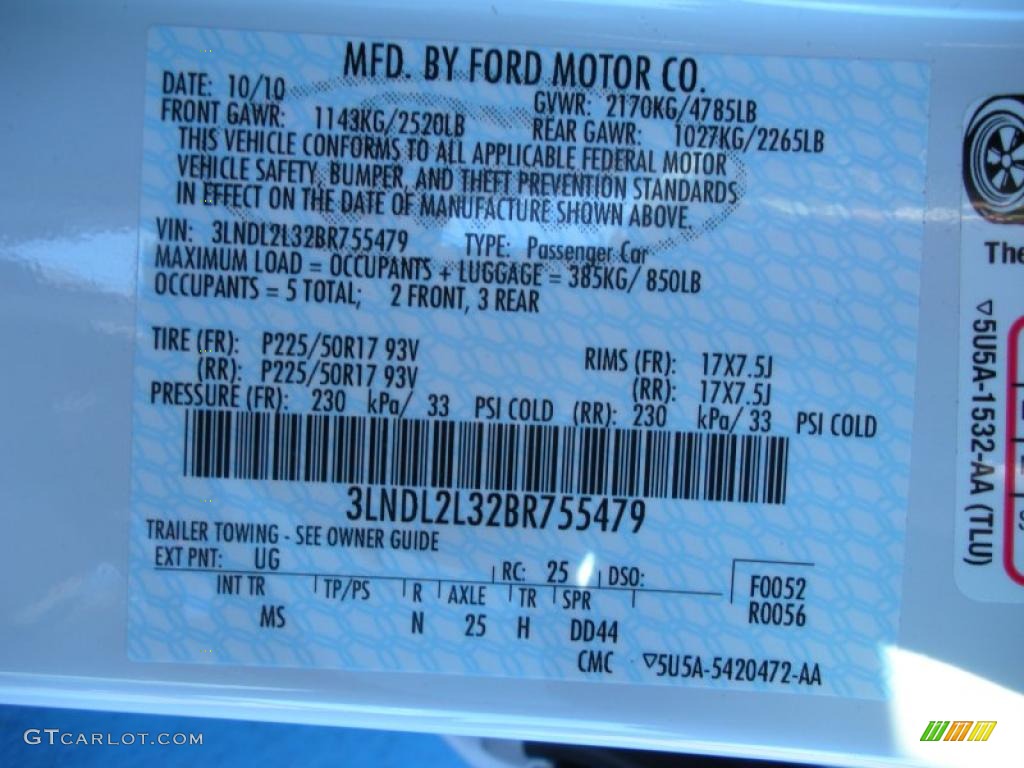 MFD. BY FORD MOTOR CO.
DATE: 10/10 GVWR: 2170KG/4785LB
FRONT GAWR: 1143KG/2520LB REAR GAWR: 1027KG/2265LB
THIS VEHICLE CONFORMS TO ALL APPLICABLE FEDERAL MOTOR
VEHICLE SAFETY, BUMPER, AND THEFT PREVENTION STANDARDS
IN EFFECT ON THE DATE OF MANUFACTURE SHOWN ABOVE.
VIN: 3LNDL2L32BR755479 TYPE: Passenger Car
MAXIMUM LOAD = OCCUPANTS + LUGGAGE = 385KG/ 850LB
OCCUPANTS = 5 TOTAL; 2 FRONT, 3 REAR
TIRE (FR): P225/50R17 93V RIMS (FR): 17X7.5J
(RR): P225/50R17 93V (RR): 17X7.5J
PRESSURE (FR): 230 kPa/ 33 PSI COLD (RR): 230 kPa/ 33 PSI COLD
3LNDL2L32BR755479
TRAILER TOWING - SEE OWNER GUIDE
EXT PNT: UG RC: 25 DSO: F0052
INT TR TP/PS R AXLE TR SPR R0056
MS N 25 H DD44
CMC ▽5U5A-5420472-AA
The
▽5U5A-1532-AA (TLU)
GTCARLOT.COM